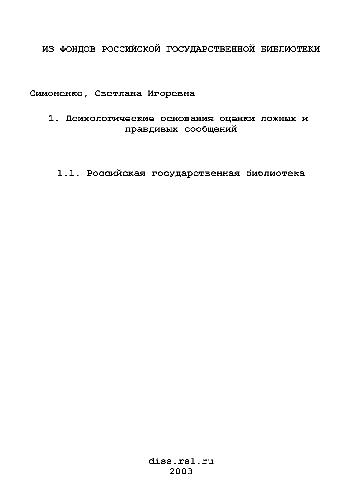 ИЗ ФОНДОВ РОССИЙСКОЙ ГОСУДАРСТВЕННОЙ БИБЛИОТЕКИ
Симоненко, Светлана Игоревна
1. Психологические основания оценки ложных и
правдивых сообщений
1.1. Российская государственная библиотека
diss.rsl.ru
2003